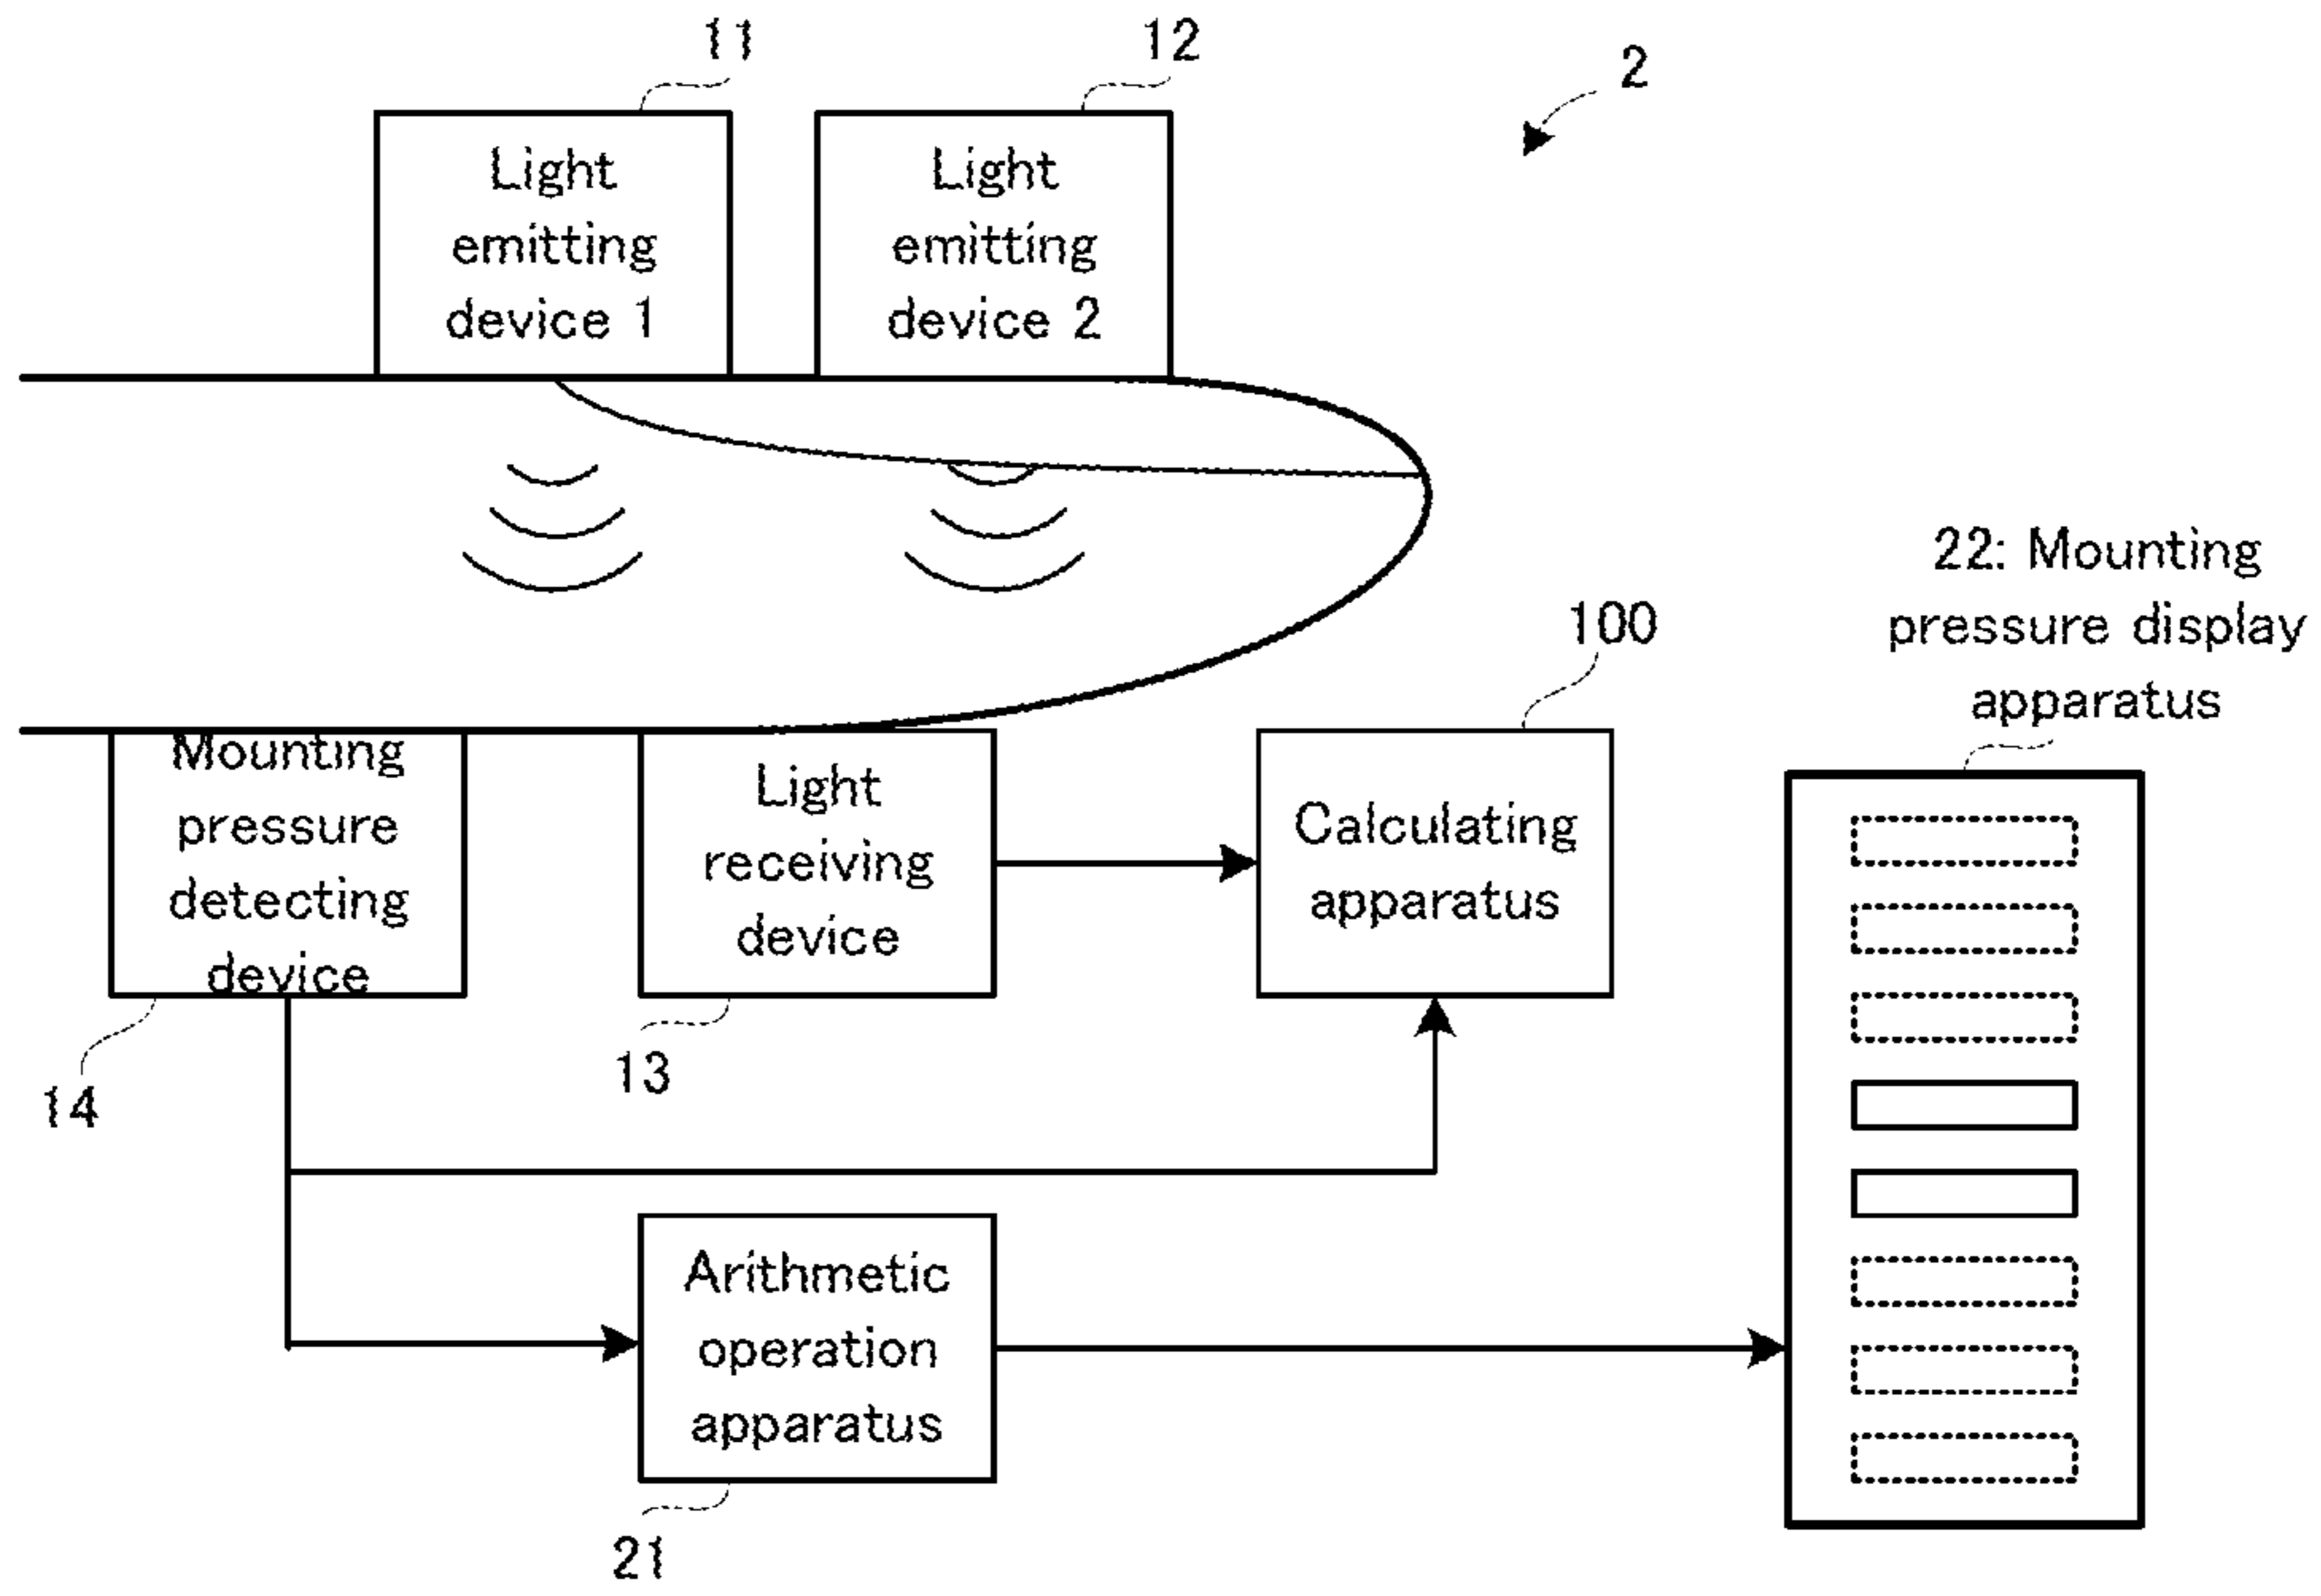 11
12
2
Light
emitting
device 1
Light
emitting
device 2
22: Mounting
pressure display
apparatus
100
Mounting
pressure
detecting
device
Light
receiving
device
Calculating
apparatus
14
13
Arithmetic
operation
apparatus
21